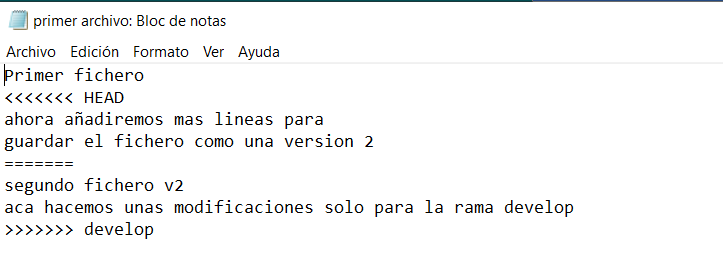 primer archivo: Bloc de notas
Archivo Edición Formato Ver Ayuda
Primer fichero
<<<<<<< HEAD
ahora añadiremos mas lineas para
guardar el fichero como una version 2
=======
segundo fichero v2
aca hacemos unas modificaciones solo para la rama develop
>>>>>>> develop